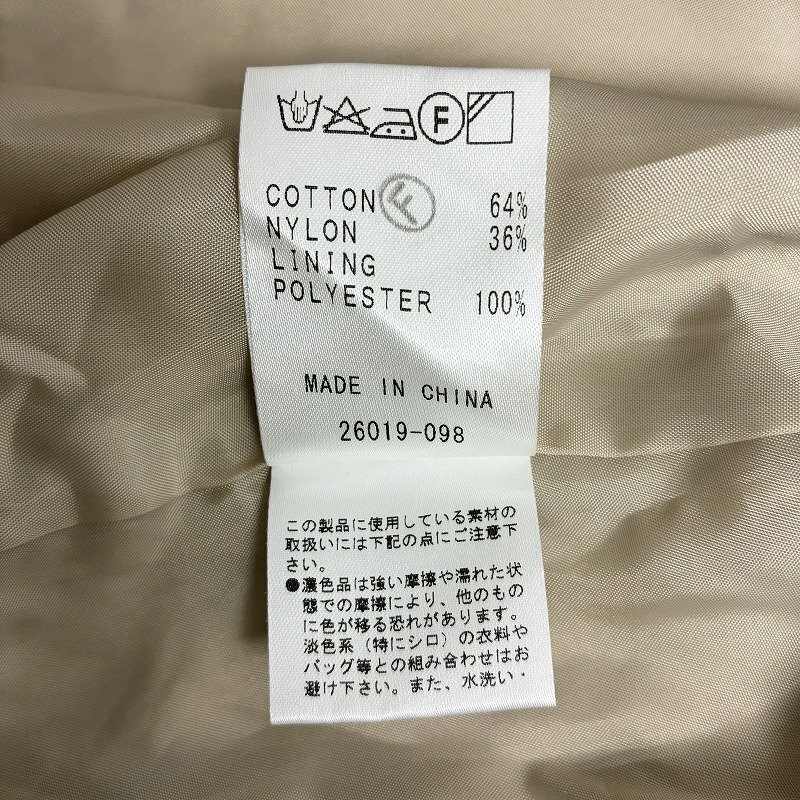 F
COTTON F 64%
NYLON 36%
LINING
POLYESTER 100%
MADE IN CHINA
26019-098
この製品に使用している素材の
取扱いには下記の点にご注意下
さい。
●濃色品は強い摩擦や濡れた状
態での摩擦により、他のもの
に色が移る恐れがあります。
淡色系（特にシロ）の衣料や
バッグ等との組み合わせはお
避け下さい。また、水洗い・